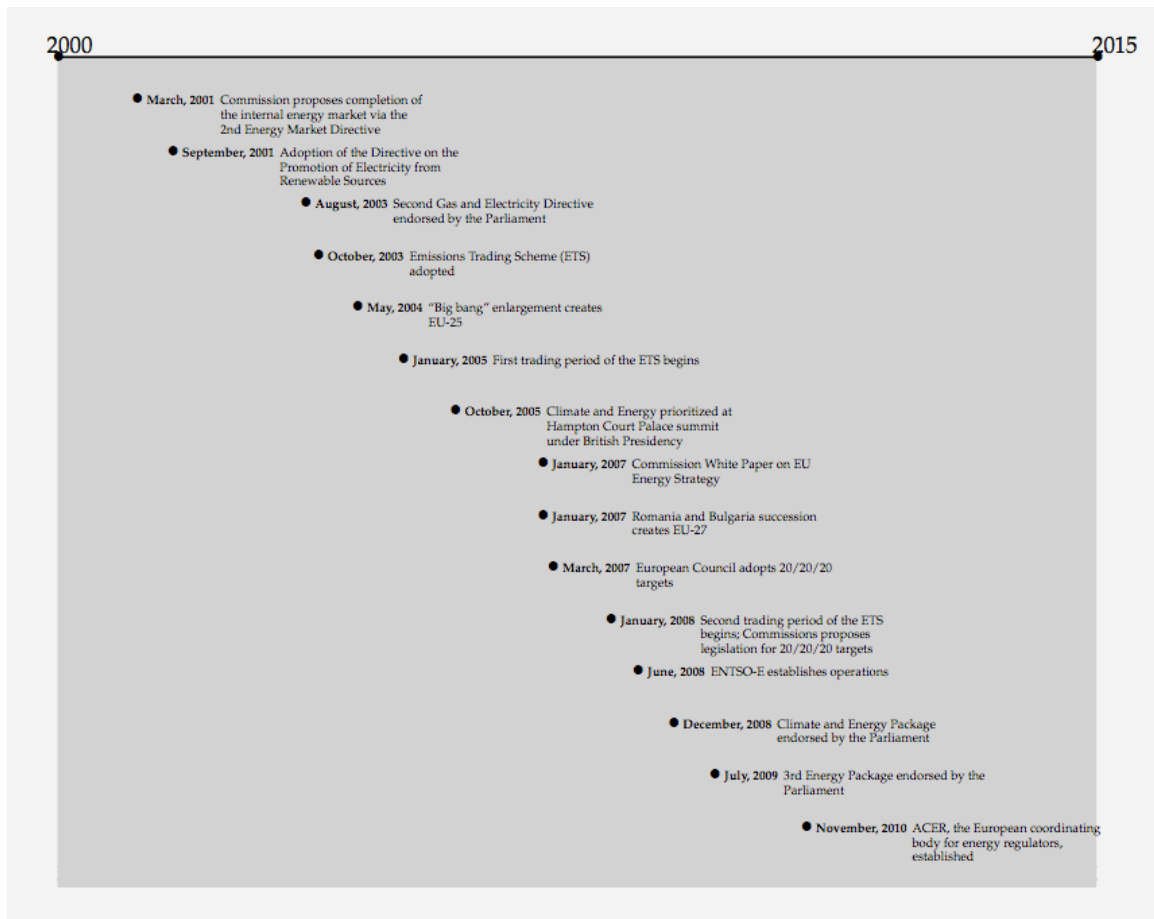 2000
2015
March, 2001 Commission proposes completion of
the internal energy market via the
2nd Energy Market Directive
September, 2001 Adoption of the Directive on the
Promotion of Electricity from
Renewable Sources
August, 2003 Second Gas and Electricity Directive
endorsed by the Parliament
October, 2003 Emissions Trading Scheme (ETS)
adopted
May, 2004 “Big bang” enlargement creates
EU-25
January, 2005 First trading period of the ETS begins
October, 2005 Climate and Energy prioritized at
Hampton Court Palace summit
under British Presidency
January, 2007 Commission White Paper on EU
Energy Strategy
January, 2007 Romania and Bulgaria succession
creates EU-27
March, 2007 European Council adopts 20/20/20
targets
January, 2008 Second trading period of the ETS
begins; Commissions proposes
legislation for 20/20/20 targets
June, 2008 ENTSO-E establishes operations
December, 2008 Climate and Energy Package
endorsed by the Parliament
July, 2009 3rd Energy Package endorsed by the
Parliament
November, 2010 ACER, the European coordinating
body for energy regulators,
established